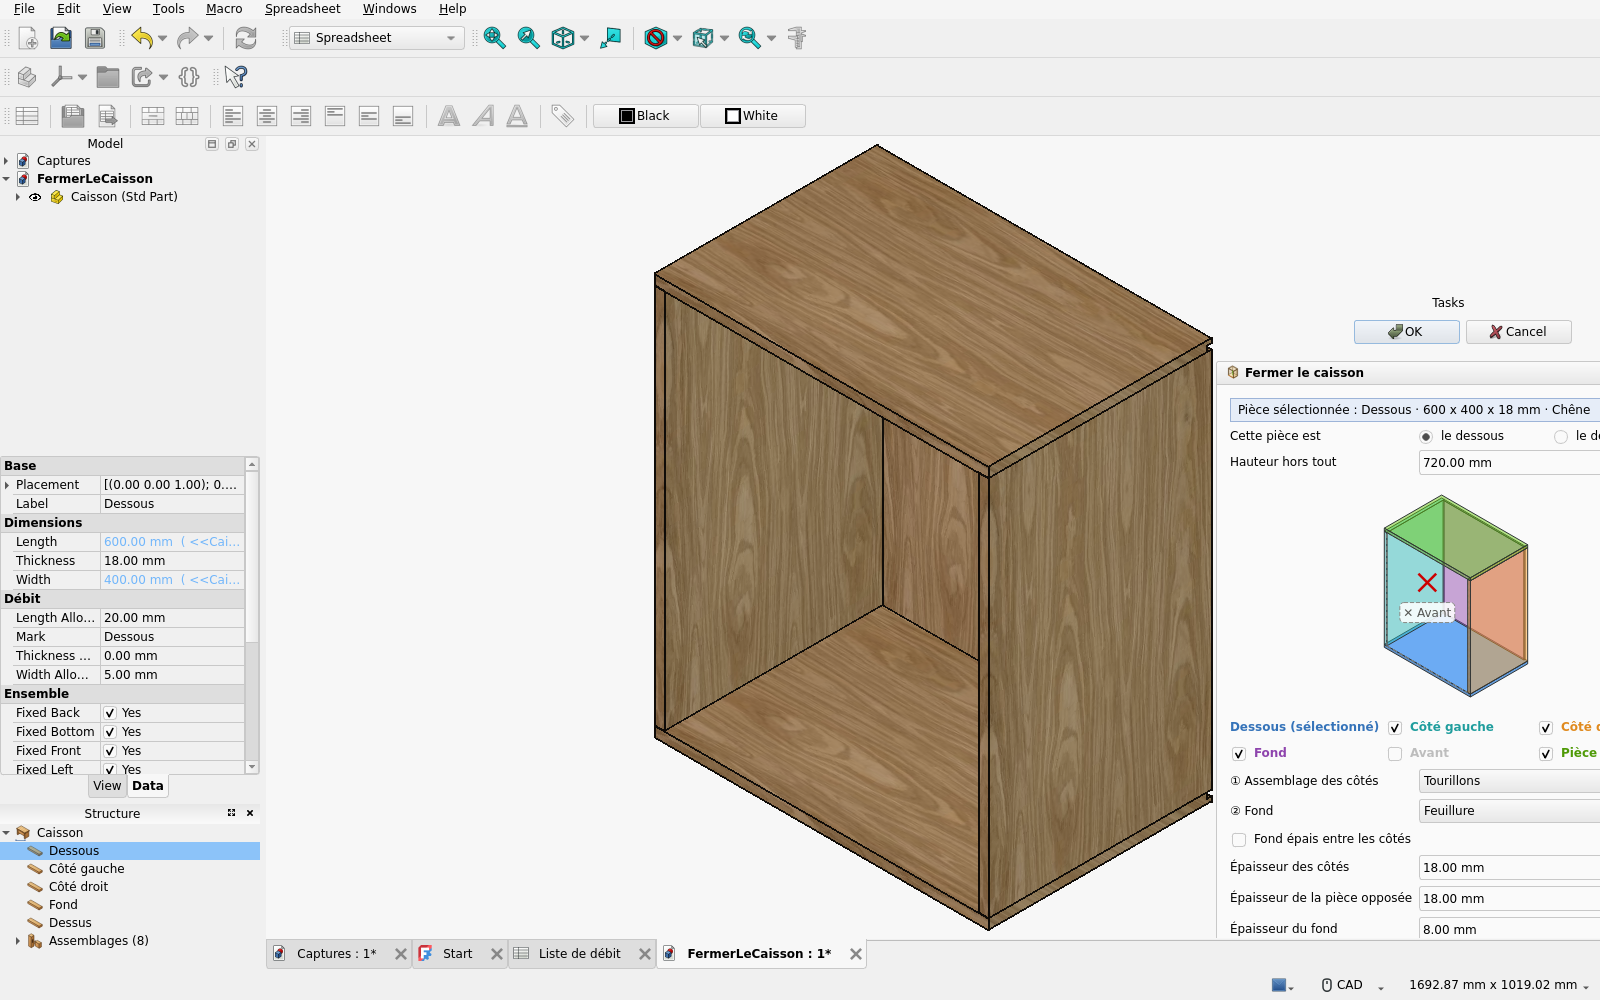 File Edit View Tools Macro Spreadsheet Windows Help
Spreadsheet
Black White
Model
Captures
FermerLeCaisson
Caisson (Std Part)
Base
Placement [(0.00 0.00 1.00); 0....
Label Dessous
Dimensions
Length 600.00 mm ( <<Cai...
Thickness 18.00 mm
Width 400.00 mm ( <<Cai...
Débit
Length Allo... 20.00 mm
Mark Dessous
Thickness ... 0.00 mm
Width Allo... 5.00 mm
Ensemble
Fixed Back Yes
Fixed Bottom Yes
Fixed Front Yes
Fixed Left Yes
View Data
Structure
Caisson
Dessous
Côté gauche
Côté droit
Fond
Dessus
Assemblages (8)
Tasks
OK Cancel
Fermer le caisson
Pièce sélectionnée : Dessous · 600 x 400 x 18 mm · Chêne
Cette pièce est le dessous le de
Hauteur hors tout 720.00 mm
× Avant
Dessous (sélectionné) Côté gauche Côté d
Fond Avant Pièce
① Assemblage des côtés Tourillons
② Fond Feuillure
Fond épais entre les côtés
Épaisseur des côtés 18.00 mm
Épaisseur de la pièce opposée 18.00 mm
Épaisseur du fond 8.00 mm
Captures : 1* Start Liste de débit FermerLeCaisson : 1*
CAD 1692.87 mm x 1019.02 mm